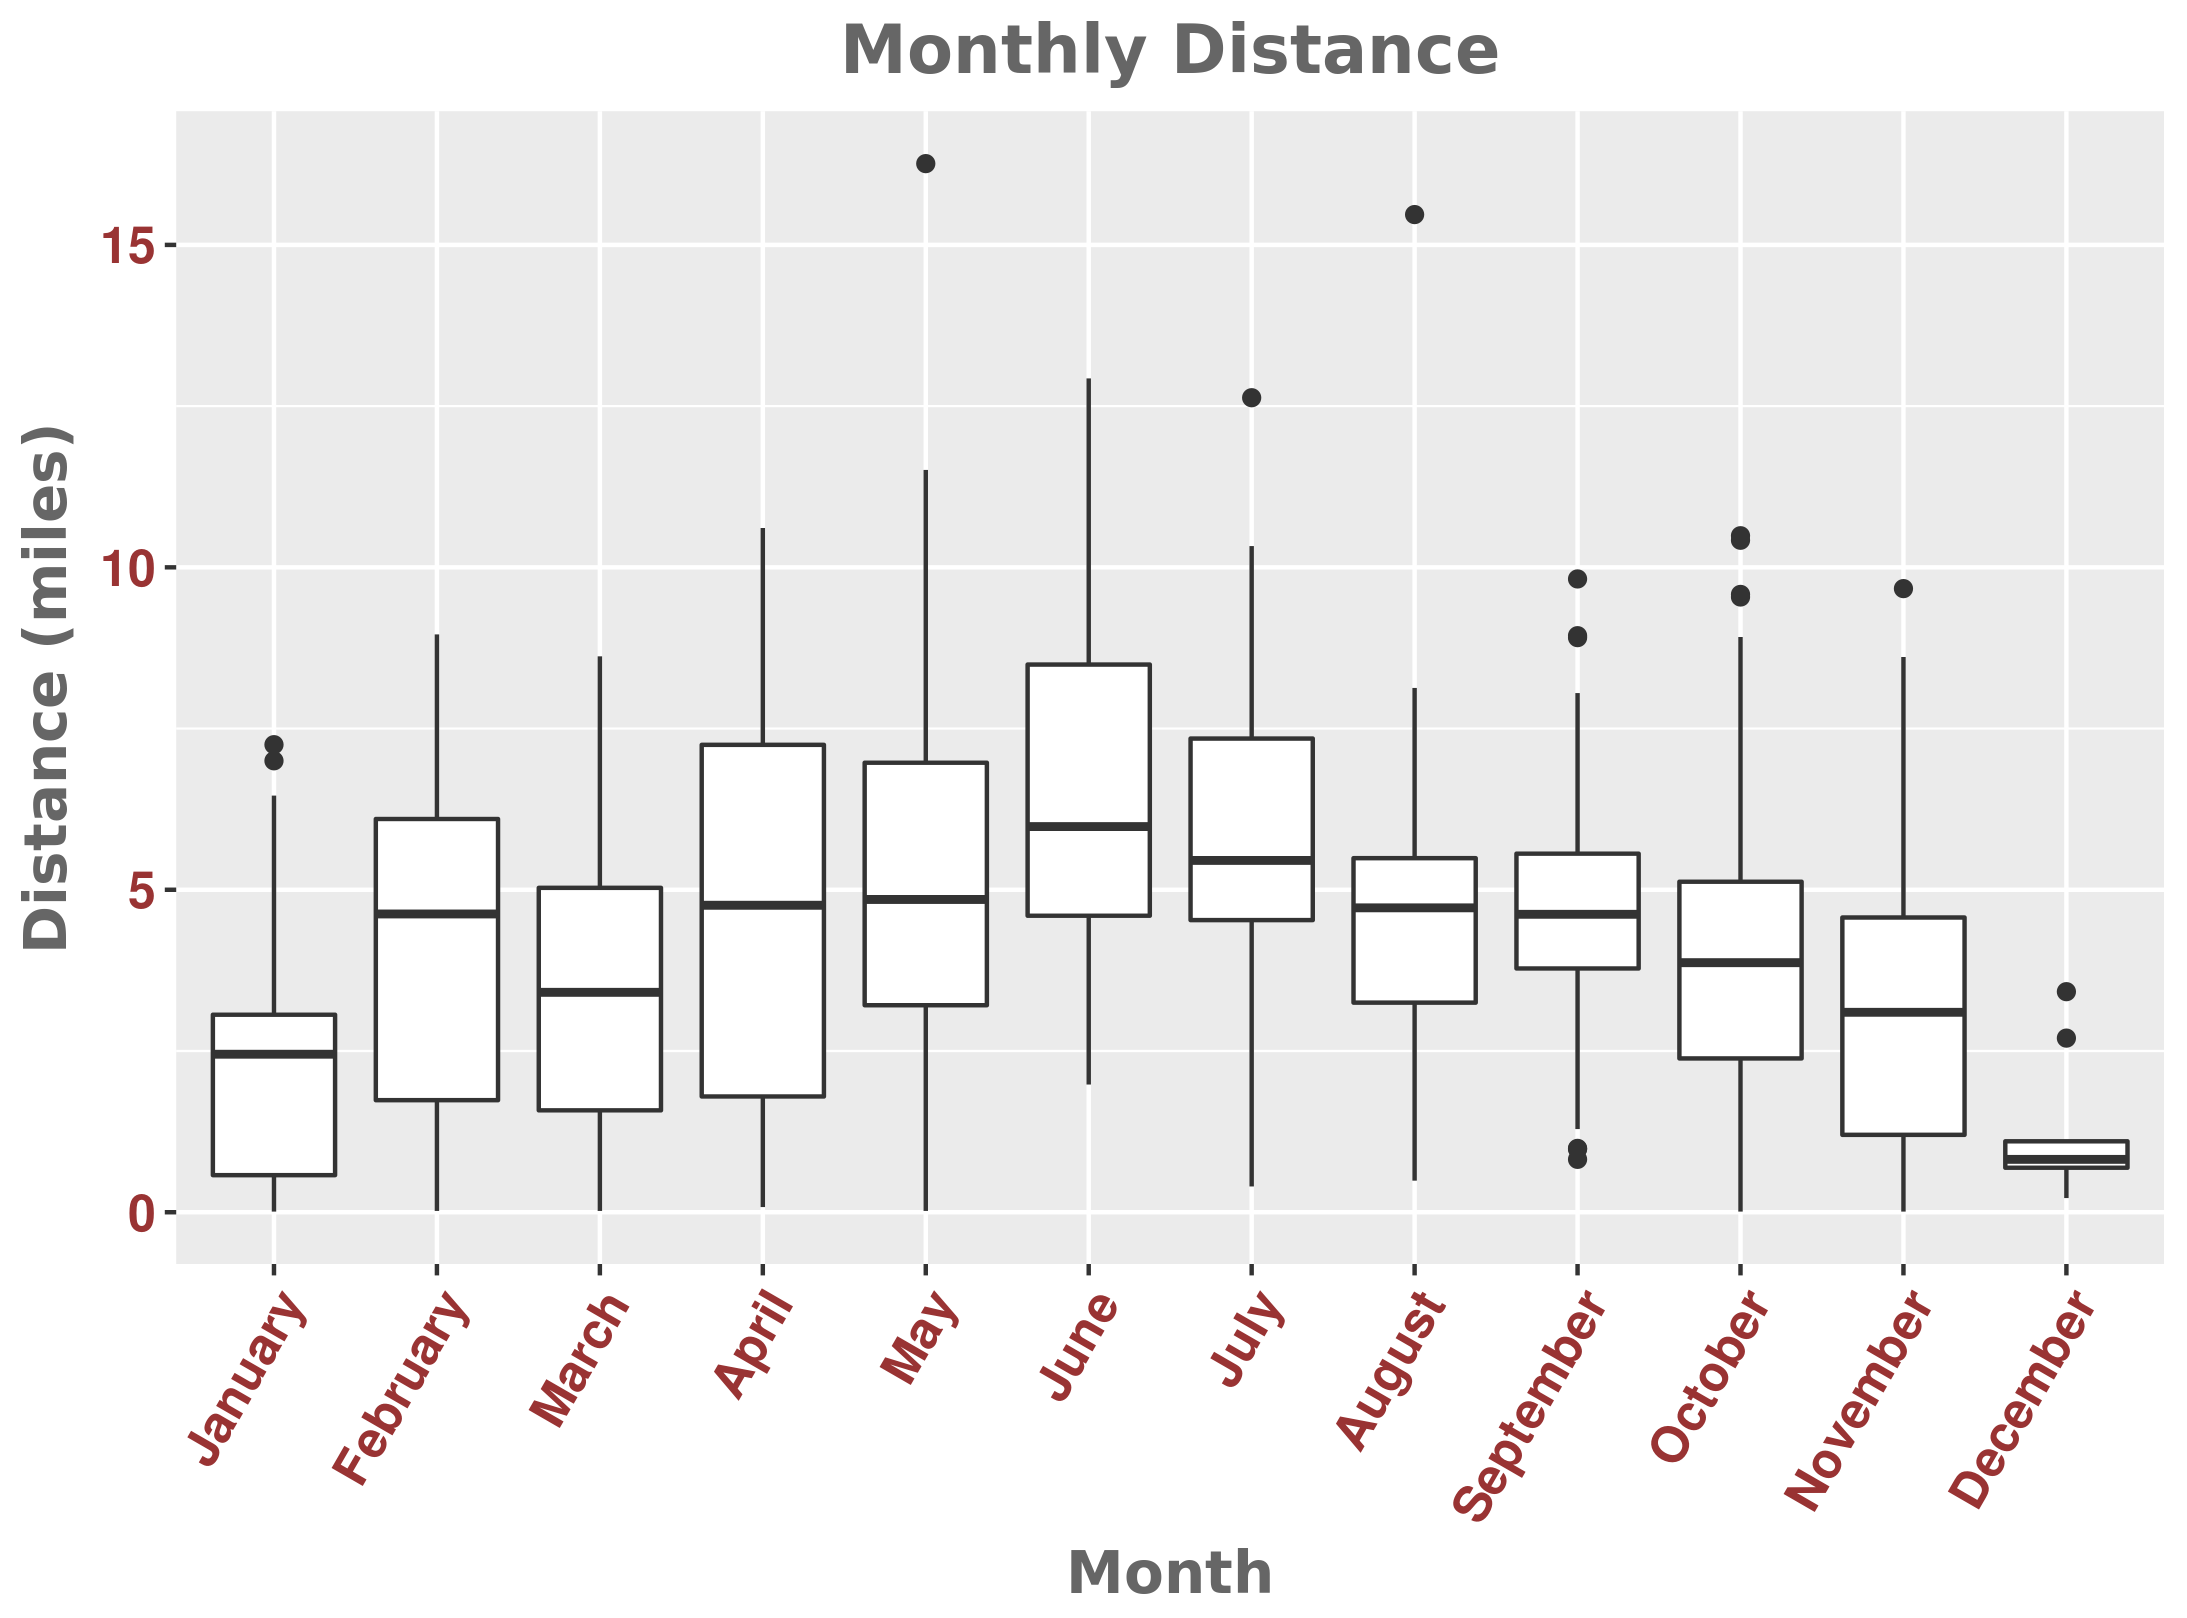 Monthly Distance
Distance (miles)
15
10
5
0
January
February
March
April
May
June
July
August
September
October
November
December
Month